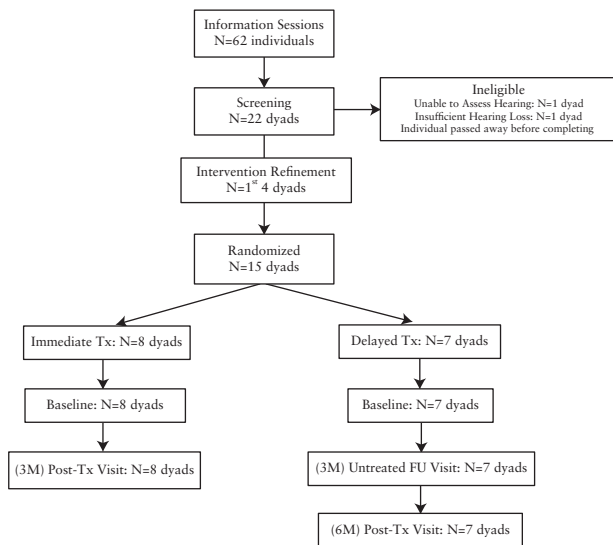 Information Sessions
N=62 individuals
Screening
N=22 dyads
Ineligible
Unable to Assess Hearing: N=1 dyad
Insufficient Hearing Loss: N=1 dyad
Individual passed away before completing
Intervention Refinement
N=1st 4 dyads
Randomized
N=15 dyads
Immediate Tx: N=8 dyads
Delayed Tx: N=7 dyads
Baseline: N=8 dyads
Baseline: N=7 dyads
(3M) Post-Tx Visit: N=8 dyads
(3M) Untreated FU Visit: N=7 dyads
(6M) Post-Tx Visit: N=7 dyads